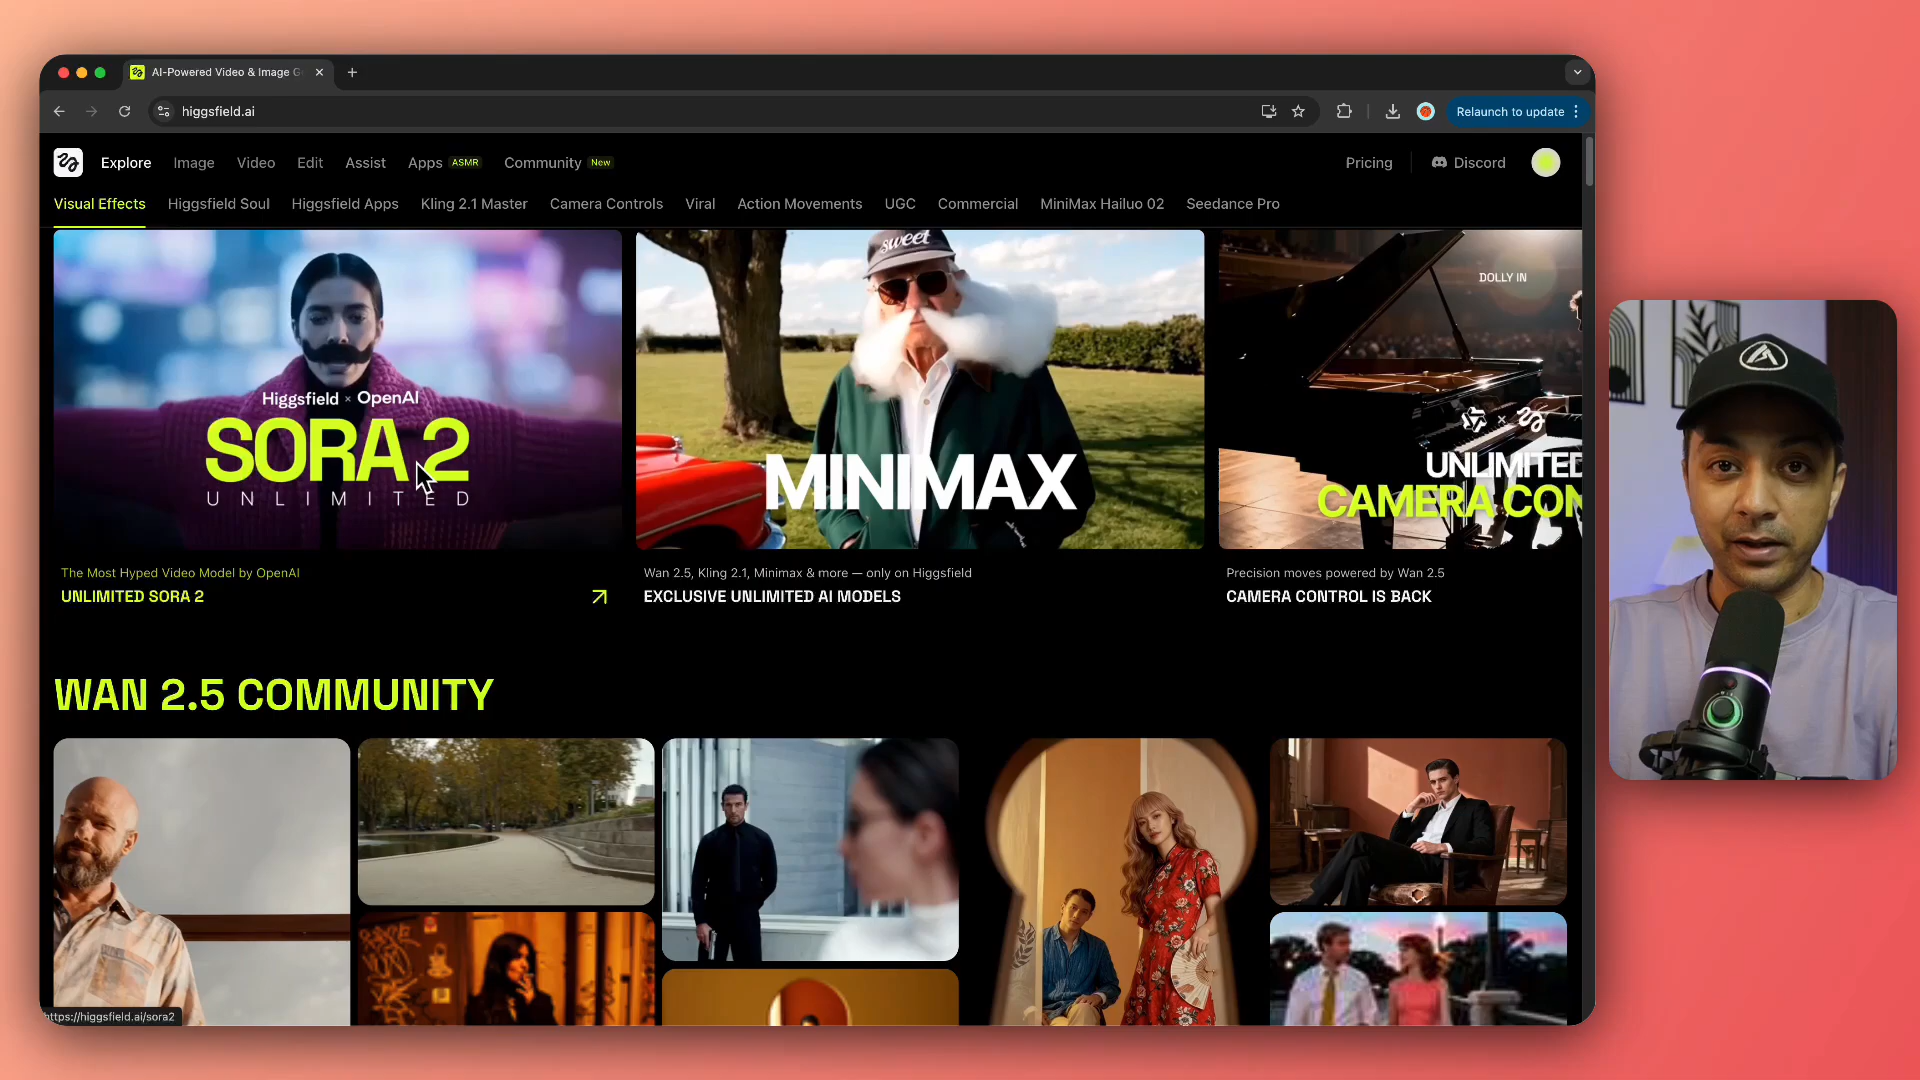 AI-Powered Video & Image G
higgsfield.ai
Relaunch to update
Explore
Image
Video
Edit
Assist
Apps ASMR
Community New
Pricing
Discord
Visual Effects
Higgsfield Soul
Higgsfield Apps
Kling 2.1 Master
Camera Controls
Viral
Action Movements
UGC
Commercial
MiniMax Hailuo 02
Seedance Pro
Higgsfield × OpenAI
SORA 2
UNLIMITED
The Most Hyped Video Model by OpenAI
UNLIMITED SORA 2
sweet
MINIMAX
Wan 2.5, Kling 2.1, Minimax & more — only on Higgsfield
EXCLUSIVE UNLIMITED AI MODELS
DOLLY IN
UNLIMITED
CAMERA CON
Precision moves powered by Wan 2.5
CAMERA CONTROL IS BACK
WAN 2.5 COMMUNITY
https://higgsfield.ai/sora2